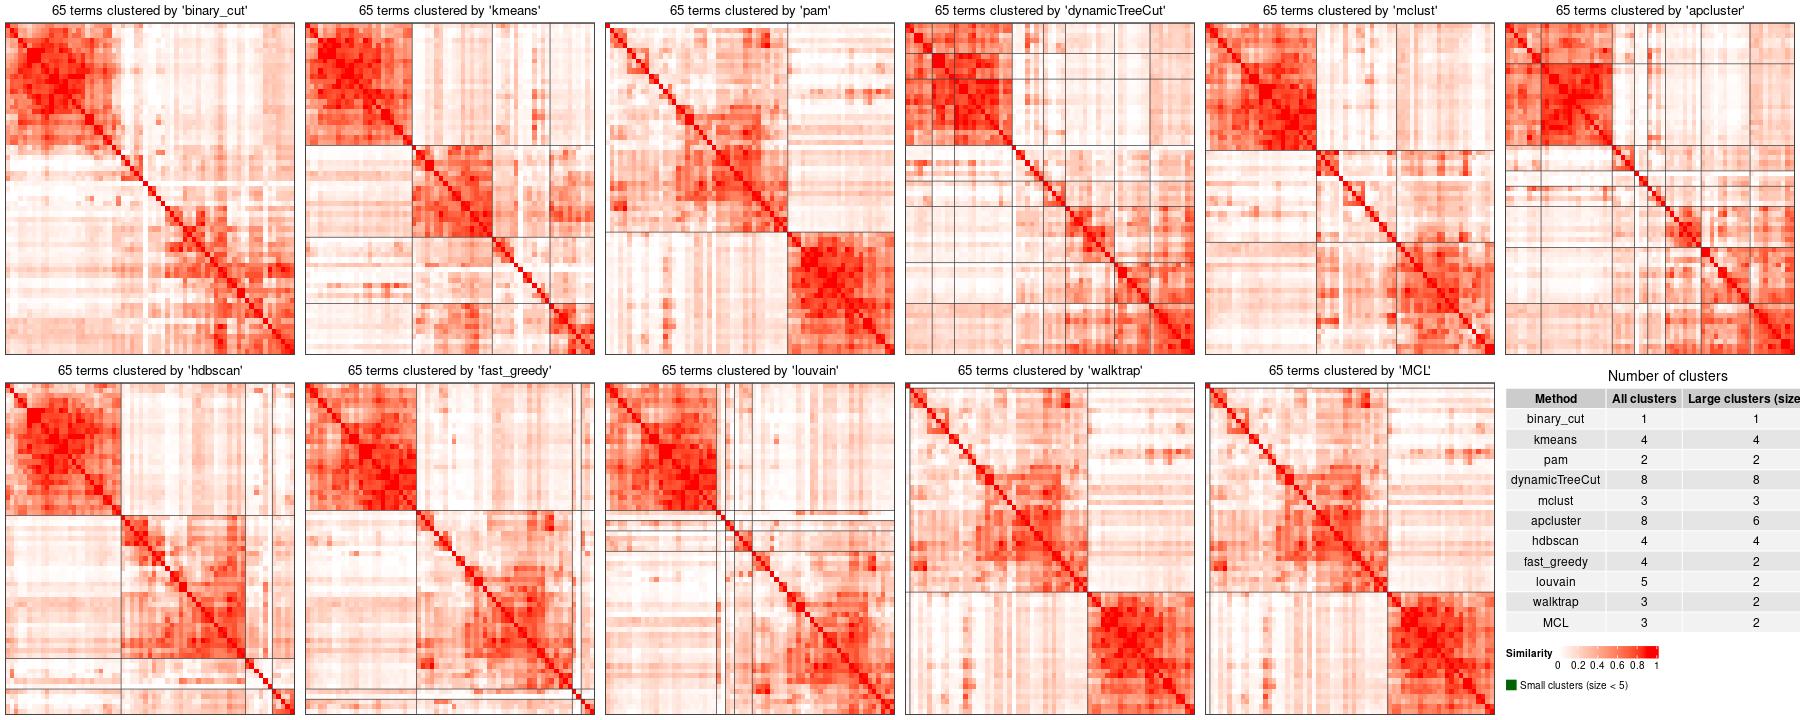 65 terms clustered by 'binary_cut'
65 terms clustered by 'kmeans'
65 terms clustered by 'pam'
65 terms clustered by 'dynamicTreeCut'
65 terms clustered by 'mclust'
65 terms clustered by 'apcluster'
65 terms clustered by 'hdbscan'
65 terms clustered by 'fast_greedy'
65 terms clustered by 'louvain'
65 terms clustered by 'walktrap'
65 terms clustered by 'MCL'
Number of clusters
Method All clusters Large clusters (size
binary_cut 1 1
kmeans 4 4
pam 2 2
dynamicTreeCut 8 8
mclust 3 3
apcluster 8 6
hdbscan 4 4
fast_greedy 4 2
louvain 5 2
walktrap 3 2
MCL 3 2
Similarity
0 0.2 0.4 0.6 0.8 1
Small clusters (size < 5)